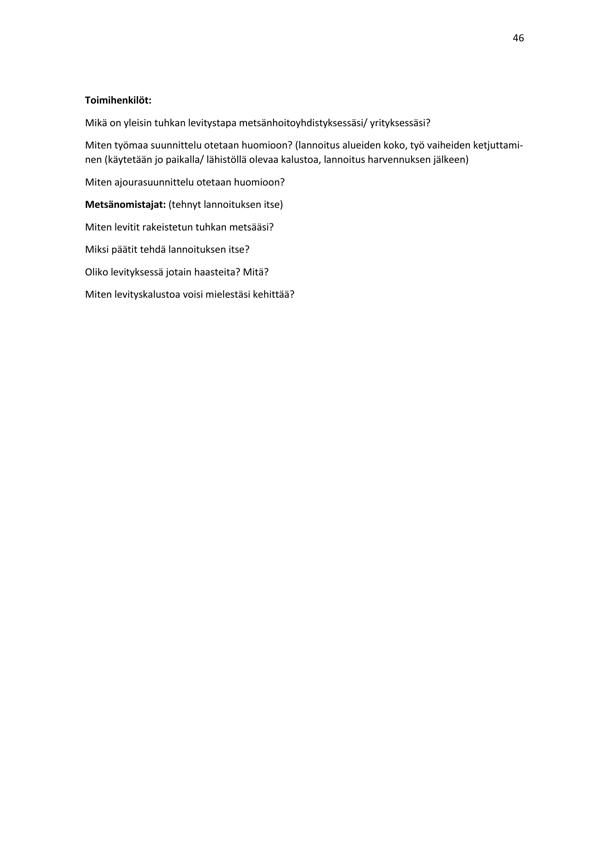 46
Toimihenkilöt:
Mikä on yleisin tuhkan levitystapa metsänhoitoyhdistyksessäsi/ yrityksessäsi?
Miten työmaa suunnittelu otetaan huomioon? (lannoitus alueiden koko, työ vaiheiden ketjuttami-
nen (käytetään jo paikalla/ lähistöllä olevaa kalustoa, lannoitus harvennuksen jälkeen)
Miten ajourasuunnittelu otetaan huomioon?
Metsänomistajat: (tehnyt lannoituksen itse)
Miten levitit rakeistetun tuhkan metsääsi?
Miksi päätit tehdä lannoituksen itse?
Oliko levityksessä jotain haasteita? Mitä?
Miten levityskalustoa voisi mielestäsi kehittää?